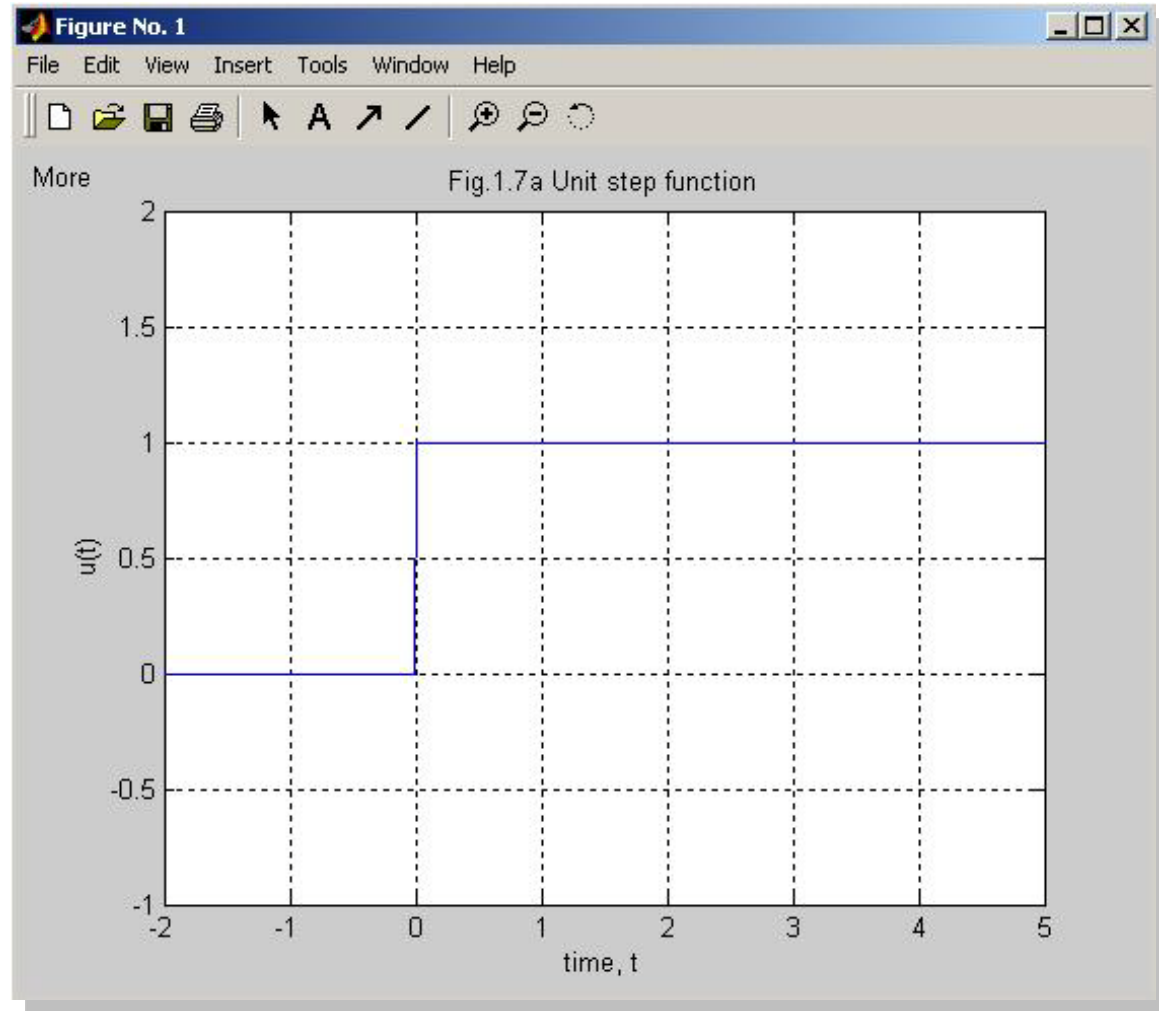 Figure No. 1
File Edit View Insert Tools Window Help
A
More
Fig.1.7a Unit step function
2
1.5
1
0.5
0
-0.5
-1
u(t)
-2 -1 0 1 2 3 4 5
time, t